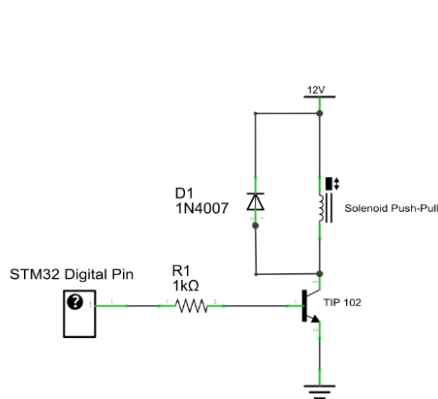 12V
D1
1N4007
Solenoid Push-Pull
STM32 Digital Pin
R1
1kΩ
TIP 102
?